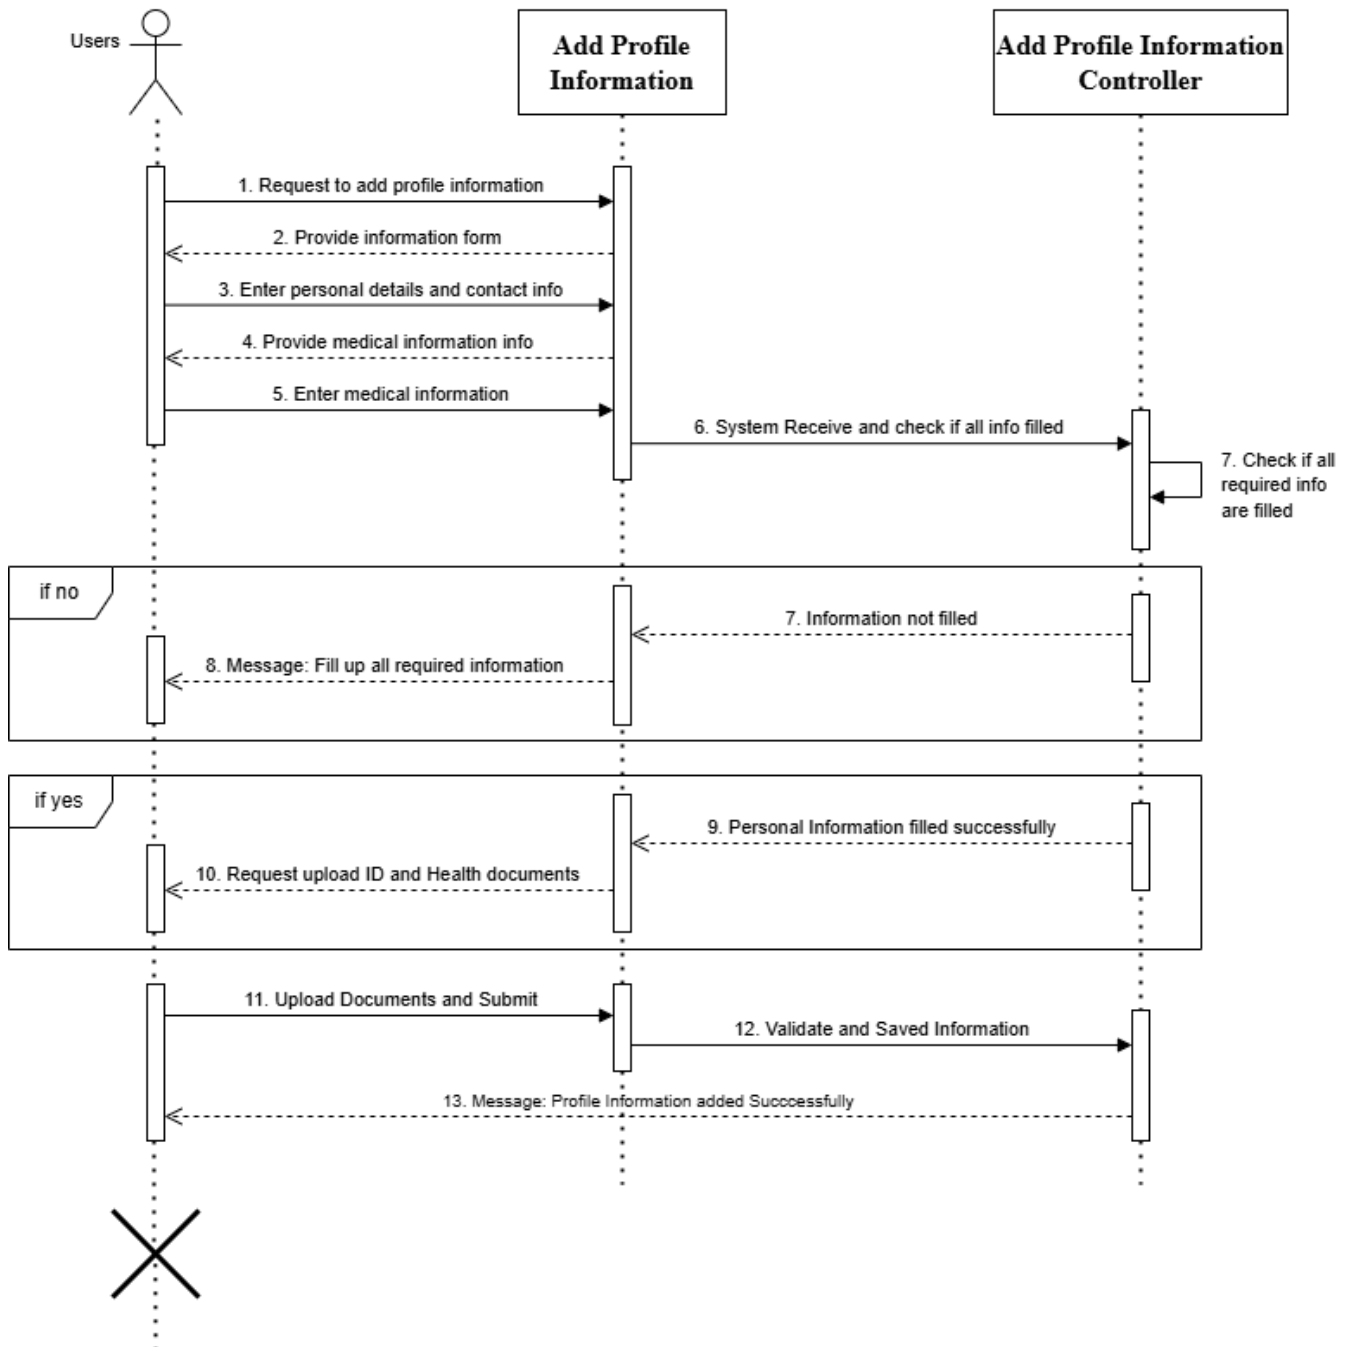 Users
Add Profile
Information
Add Profile Information
Controller
1. Request to add profile information
2. Provide information form
3. Enter personal details and contact info
4. Provide medical information info
5. Enter medical information
6. System Receive and check if all info filled
7. Check if all
required info
are filled
if no
7. Information not filled
8. Message: Fill up all required information
if yes
9. Personal Information filled successfully
10. Request upload ID and Health documents
11. Upload Documents and Submit
12. Validate and Saved Information
13. Message: Profile Information added Succcessfully